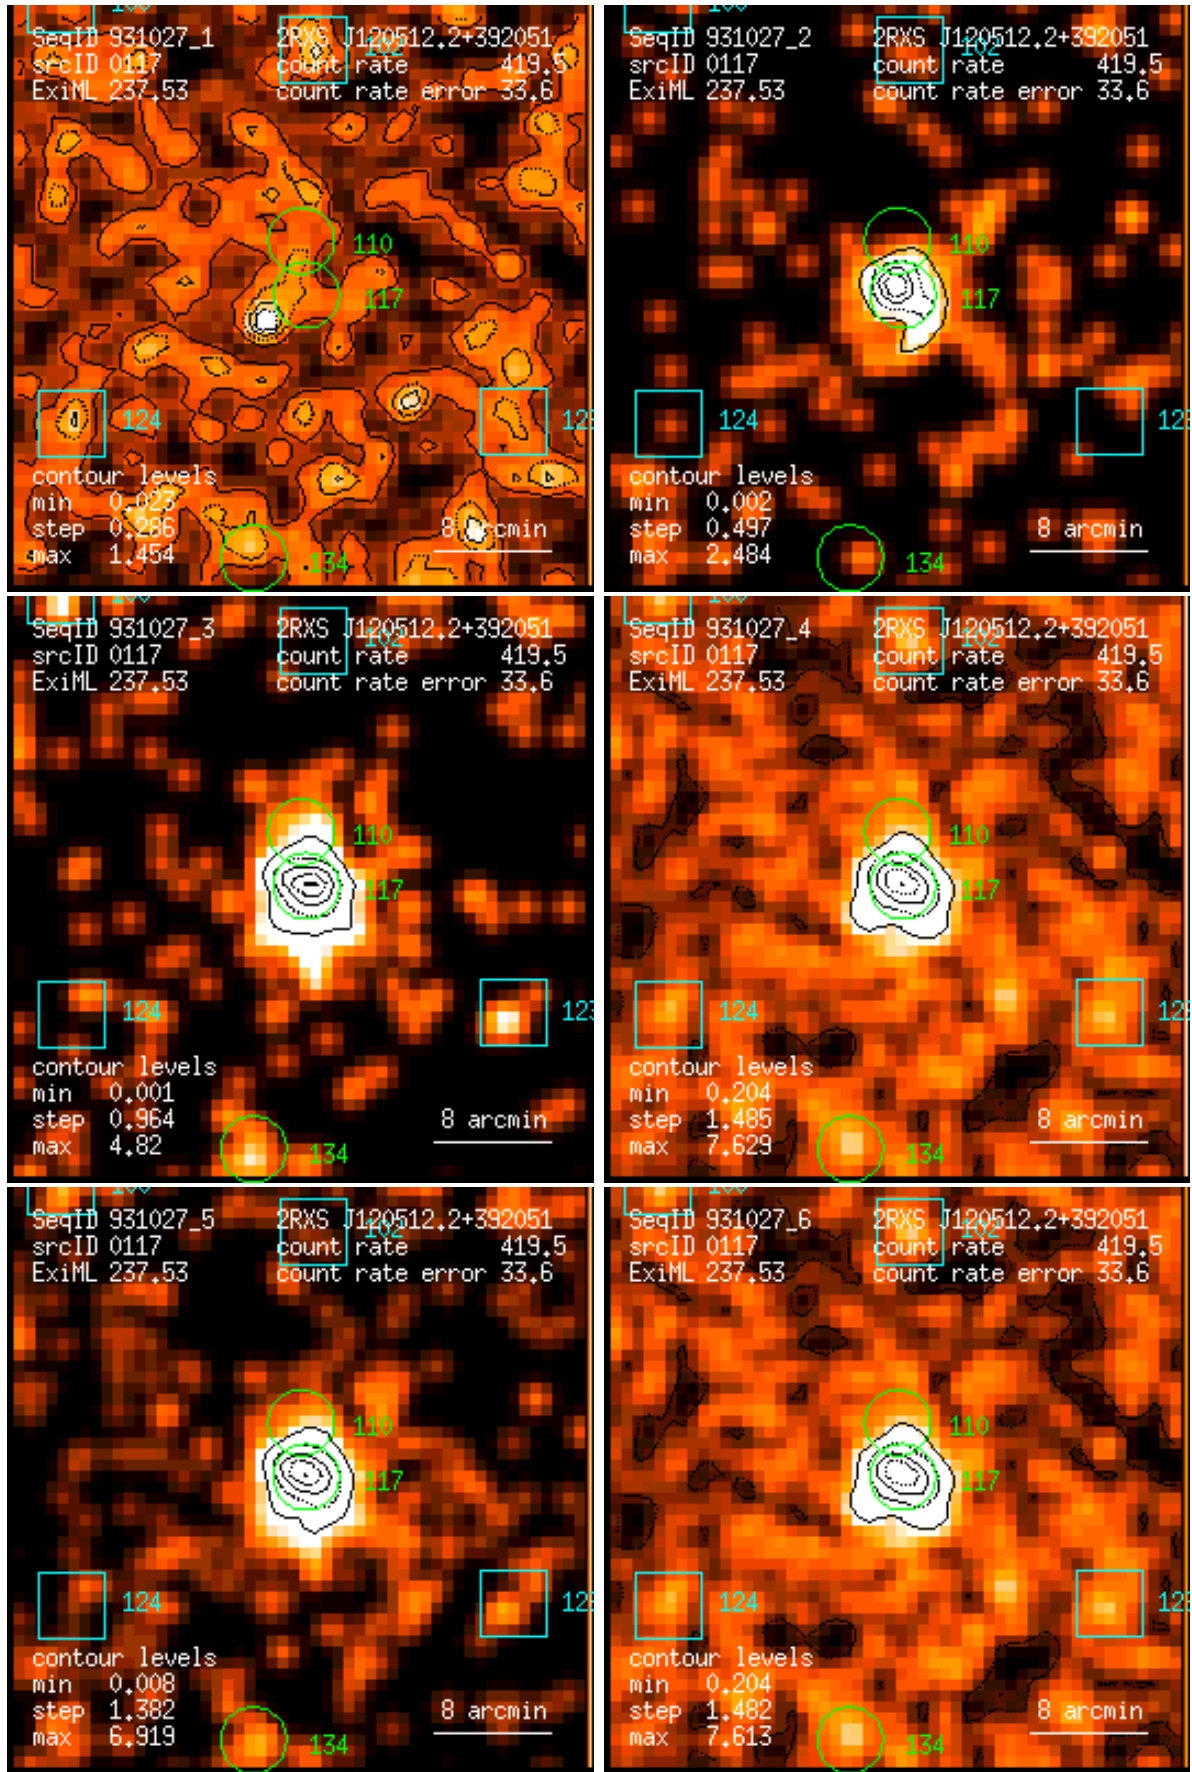 SeqID 931027_1 2RXS J120512.2+392051
102
srcID 0117 count rate 419.5
ExiML 237.53 count rate error 33.6
110
117
124
contour levels
min 0.023
step 0.286
8 arcmin
max 1.454
134
SeqID 931027_2 2RXS J120512.2+392051
102
srcID 0117 count rate 419.5
ExiML 237.53 count rate error 33.6
110
117
124
contour levels
min 0.002
step 0.497
8 arcmin
max 2.484
134
SeqID 931027_3 2RXS J120512.2+392051
102
srcID 0117 count rate 419.5
ExiML 237.53 count rate error 33.6
110
117
124 123
contour levels
min 0.001
step 0.964
8 arcmin
max 4.82
134
SeqID 931027_4 2RXS J120512.2+392051
102
srcID 0117 count rate 419.5
ExiML 237.53 count rate error 33.6
110
117
124
contour levels
min 0.204
step 1.485
8 arcmin
max 7.629
134
SeqID 931027_5 2RXS J120512.2+392051
102
srcID 0117 count rate 419.5
ExiML 237.53 count rate error 33.6
110
117
124
contour levels
min 0.008
step 1.382
8 arcmin
max 6.919
134
SeqID 931027_6 2RXS J120512.2+392051
102
srcID 0117 count rate 419.5
ExiML 237.53 count rate error 33.6
110
117
124
contour levels
min 0.204
step 1.482
8 arcmin
max 7.613
134